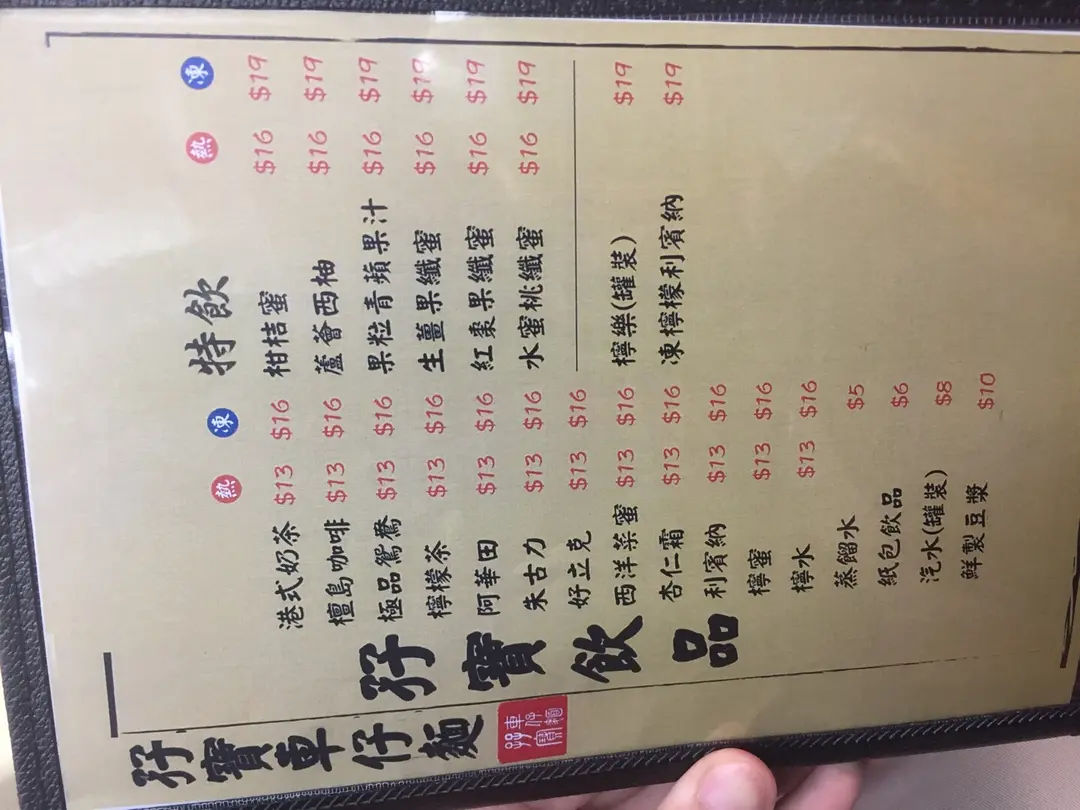 孖寶車仔麵
孖寶飲品
熱 凍
港式奶茶 $13 $16
檀島咖啡 $13 $16
極品鴛鴦 $13 $16
檸檬茶 $13 $16
阿華田 $13 $16
朱古力 $13 $16
好立克 $13 $16
西洋菜蜜 $13 $16
杏仁霜 $13 $16
利賓納 $13 $16
檸蜜 $13 $16
檸水 $13 $16
蒸餾水 $5
紙包飲品 $6
汽水(罐裝) $8
鮮製豆漿 $10
特飲 熱 凍
柑桔蜜 $16 $19
蘆薈西柚 $16 $19
果粒青蘋果汁 $16 $19
生薑果纖蜜 $16 $19
紅棗果纖蜜 $16 $19
水蜜桃纖蜜 $16 $19
檸樂(罐裝) $19
凍檸檬利賓納 $19